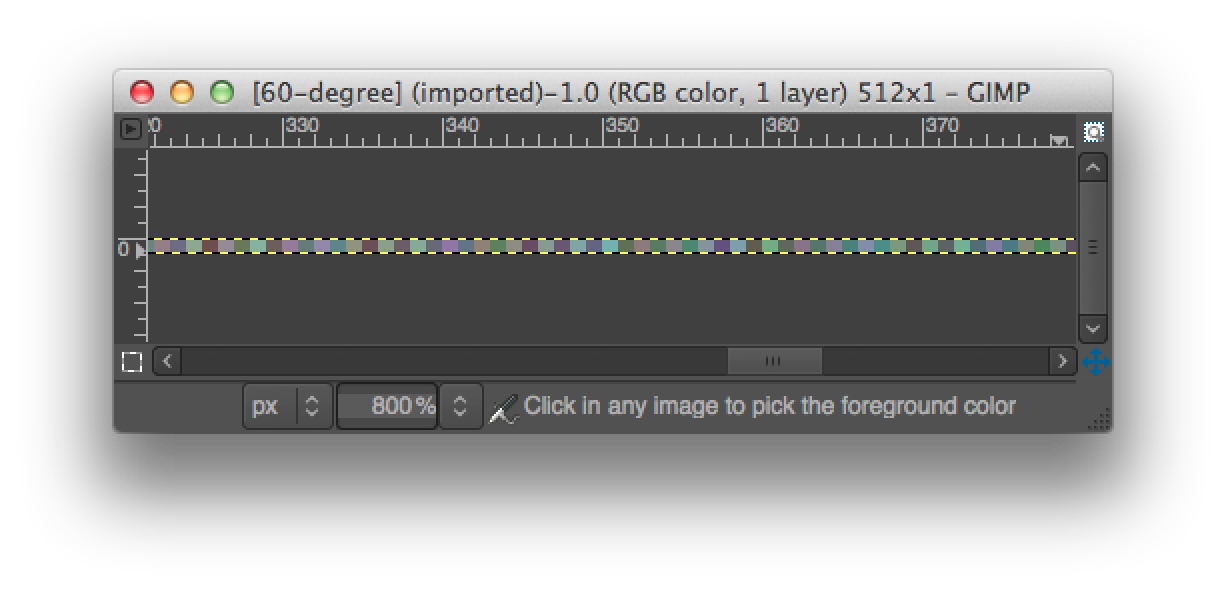 [60-degree] (imported)-1.0 (RGB color, 1 layer) 512x1 – GIMP
0 330 340 350 360 370
0
px 800% Click in any image to pick the foreground color